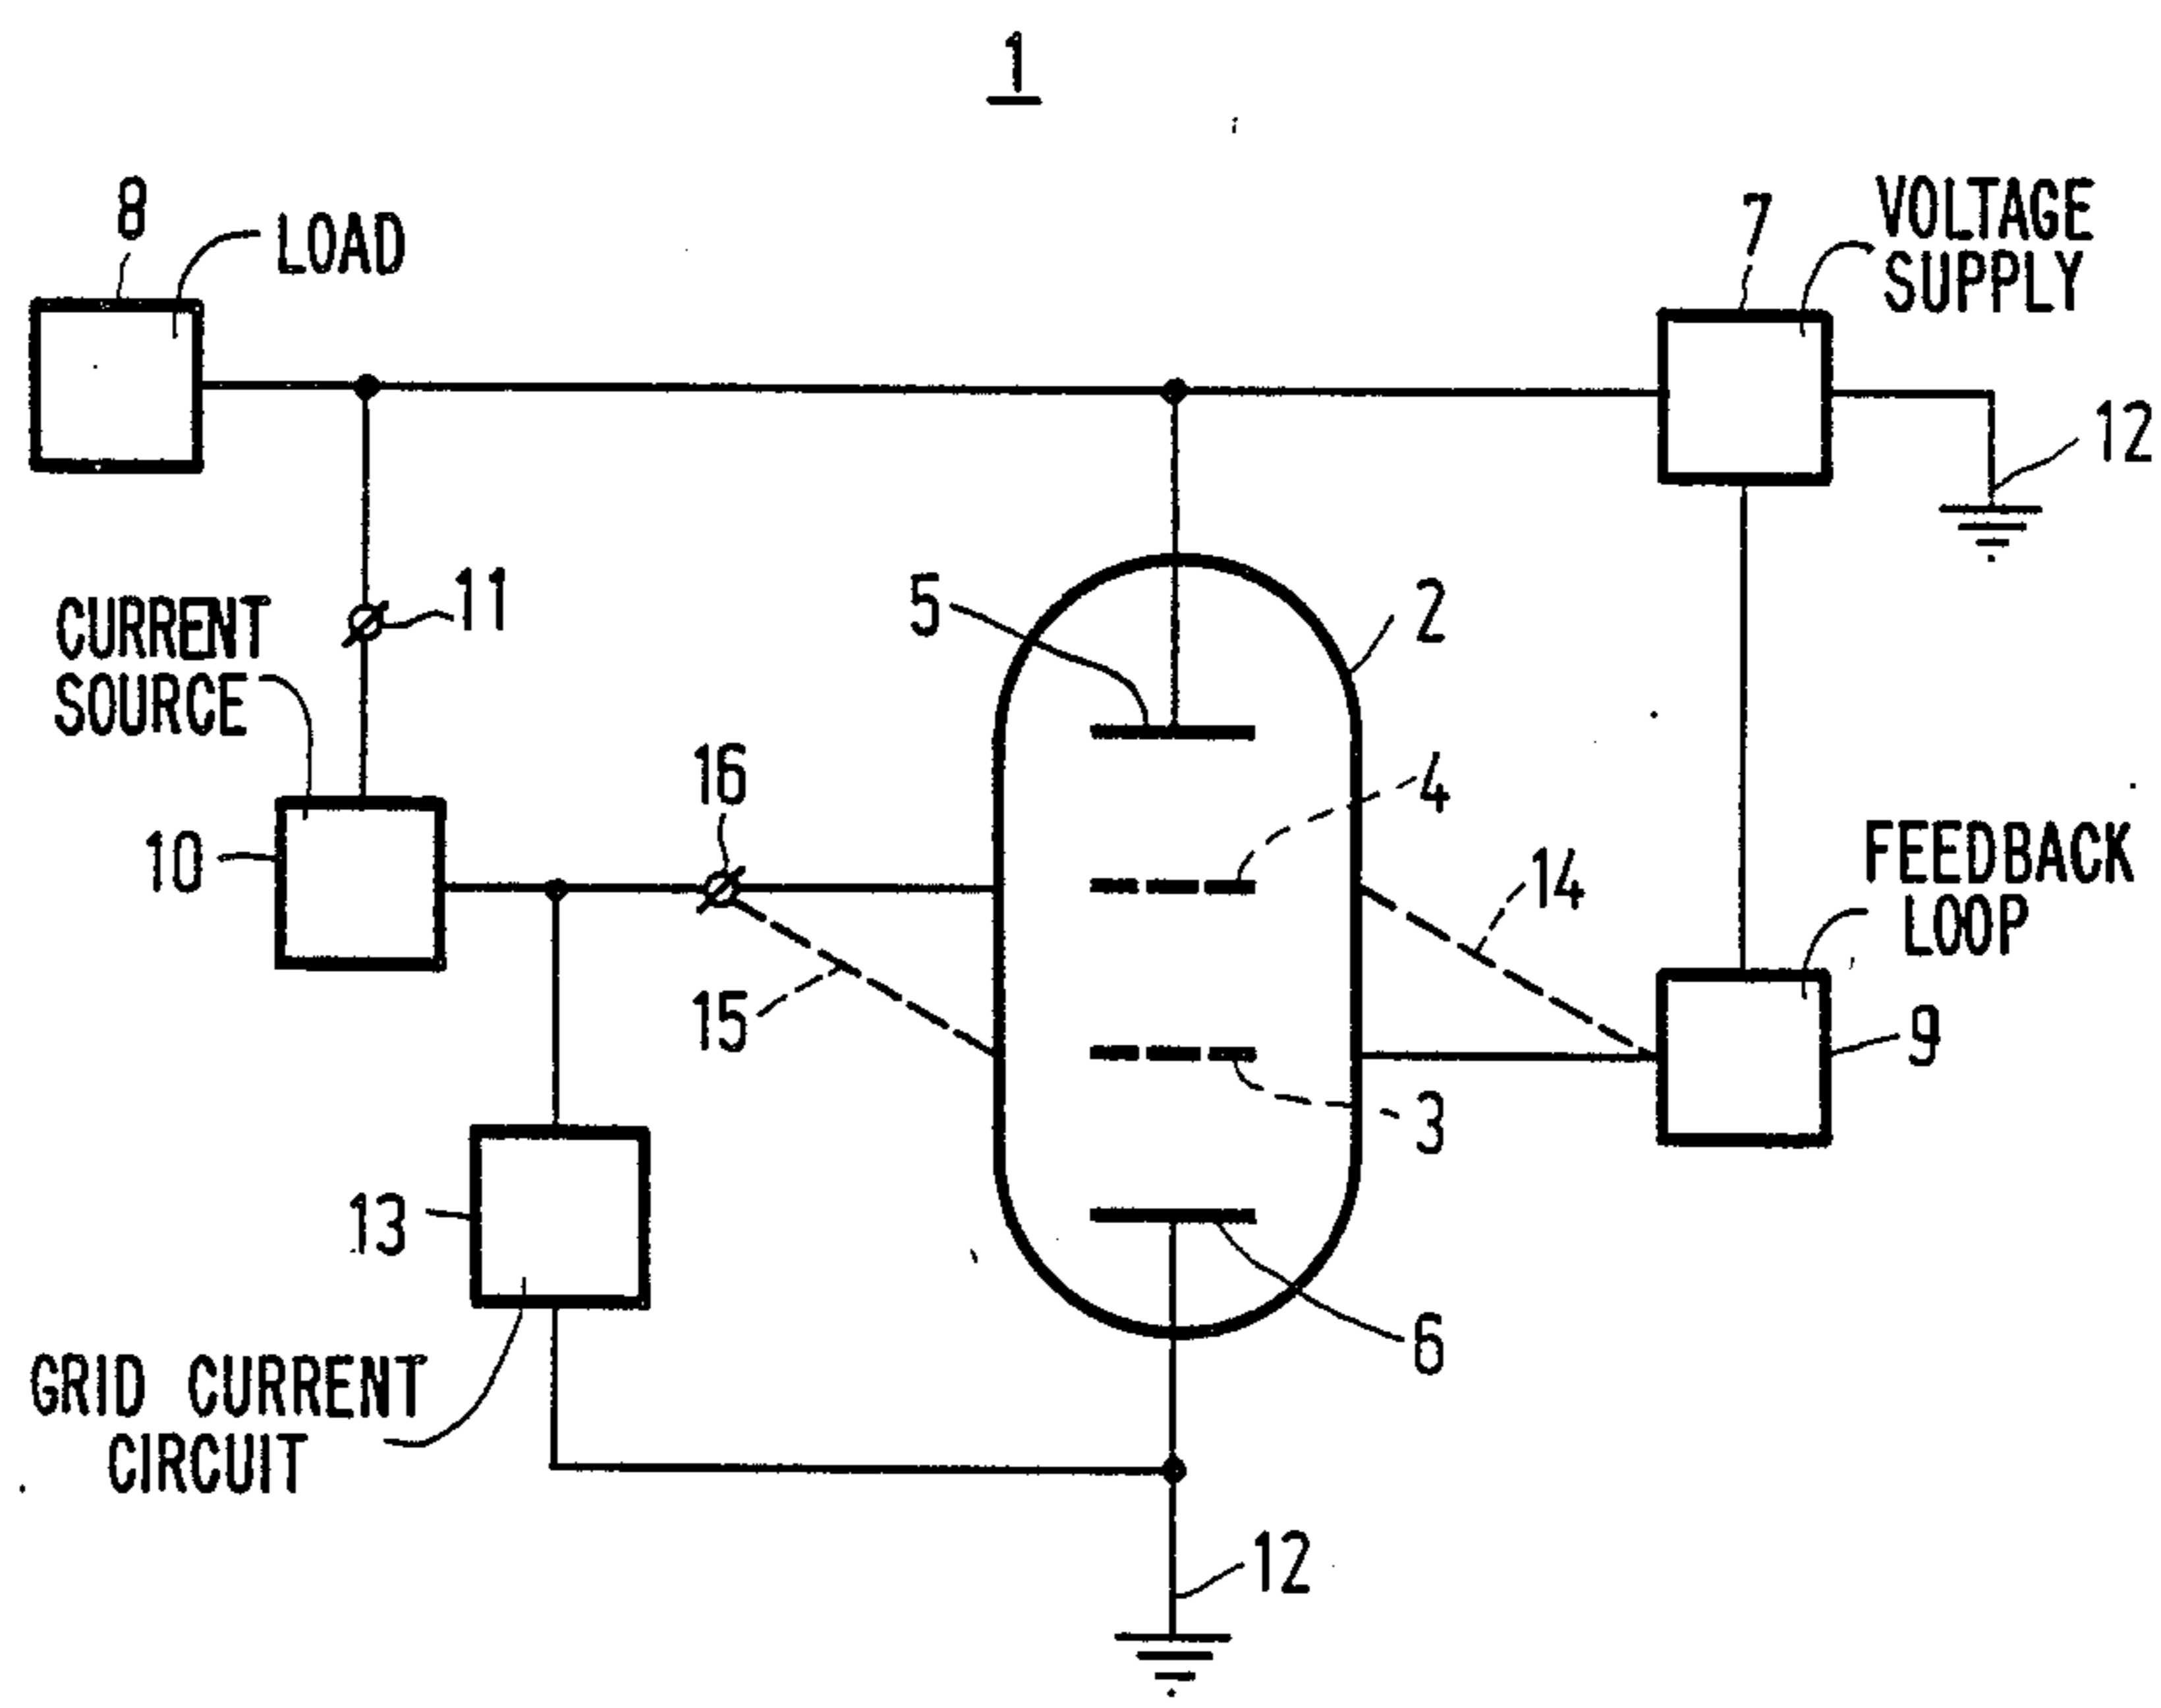 1
8
LOAD
7
VOLTAGE
SUPPLY
12
5
2
11
CURRENT
SOURCE
16
4
10
14
FEEDBACK
LOOP
15
9
3
13
6
GRID CURRENT
CIRCUIT
12